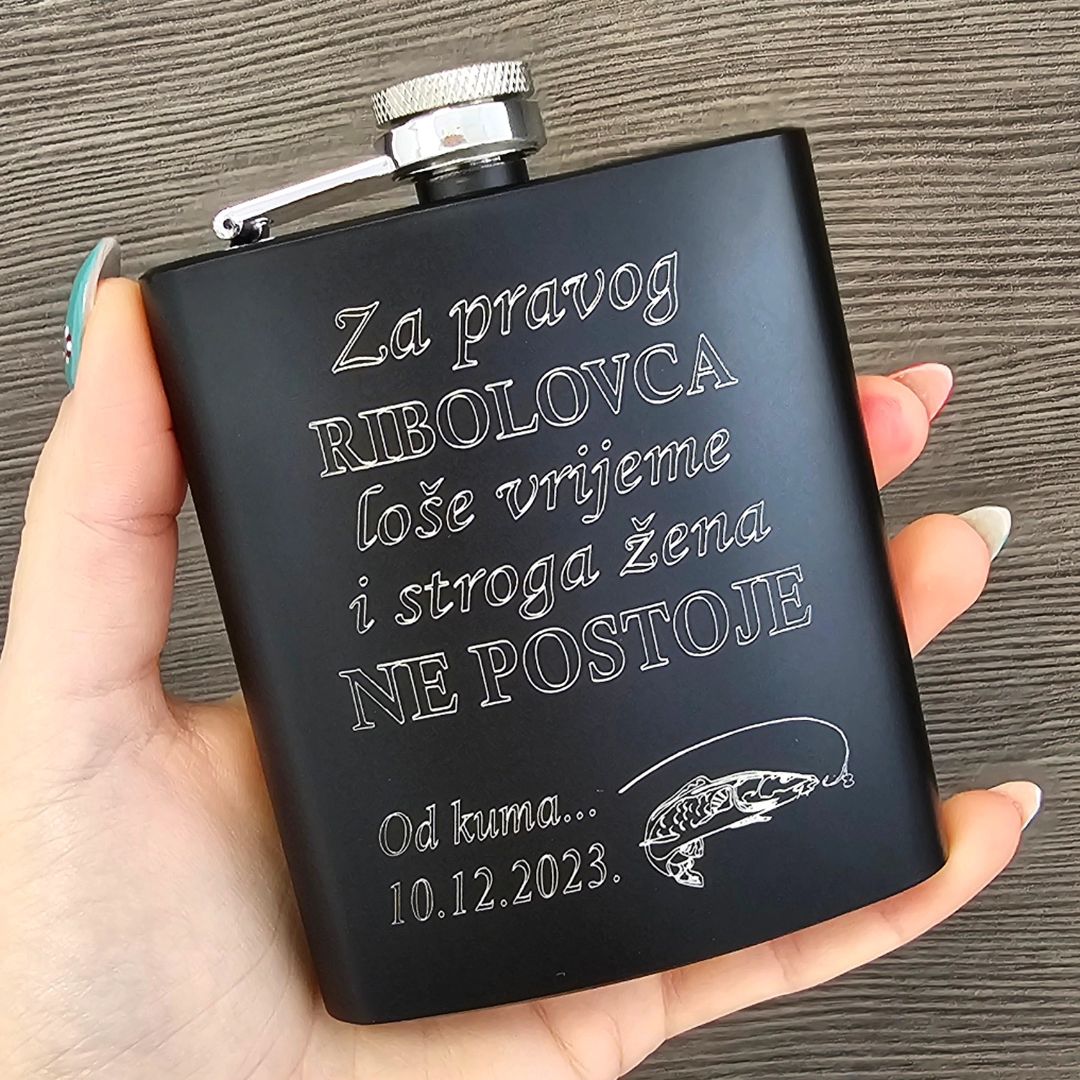 Za pravog
RIBOLOVCA
loše vrijeme
i stroga žena
NE POSTOJE
Od kuma...
10.12.2023.